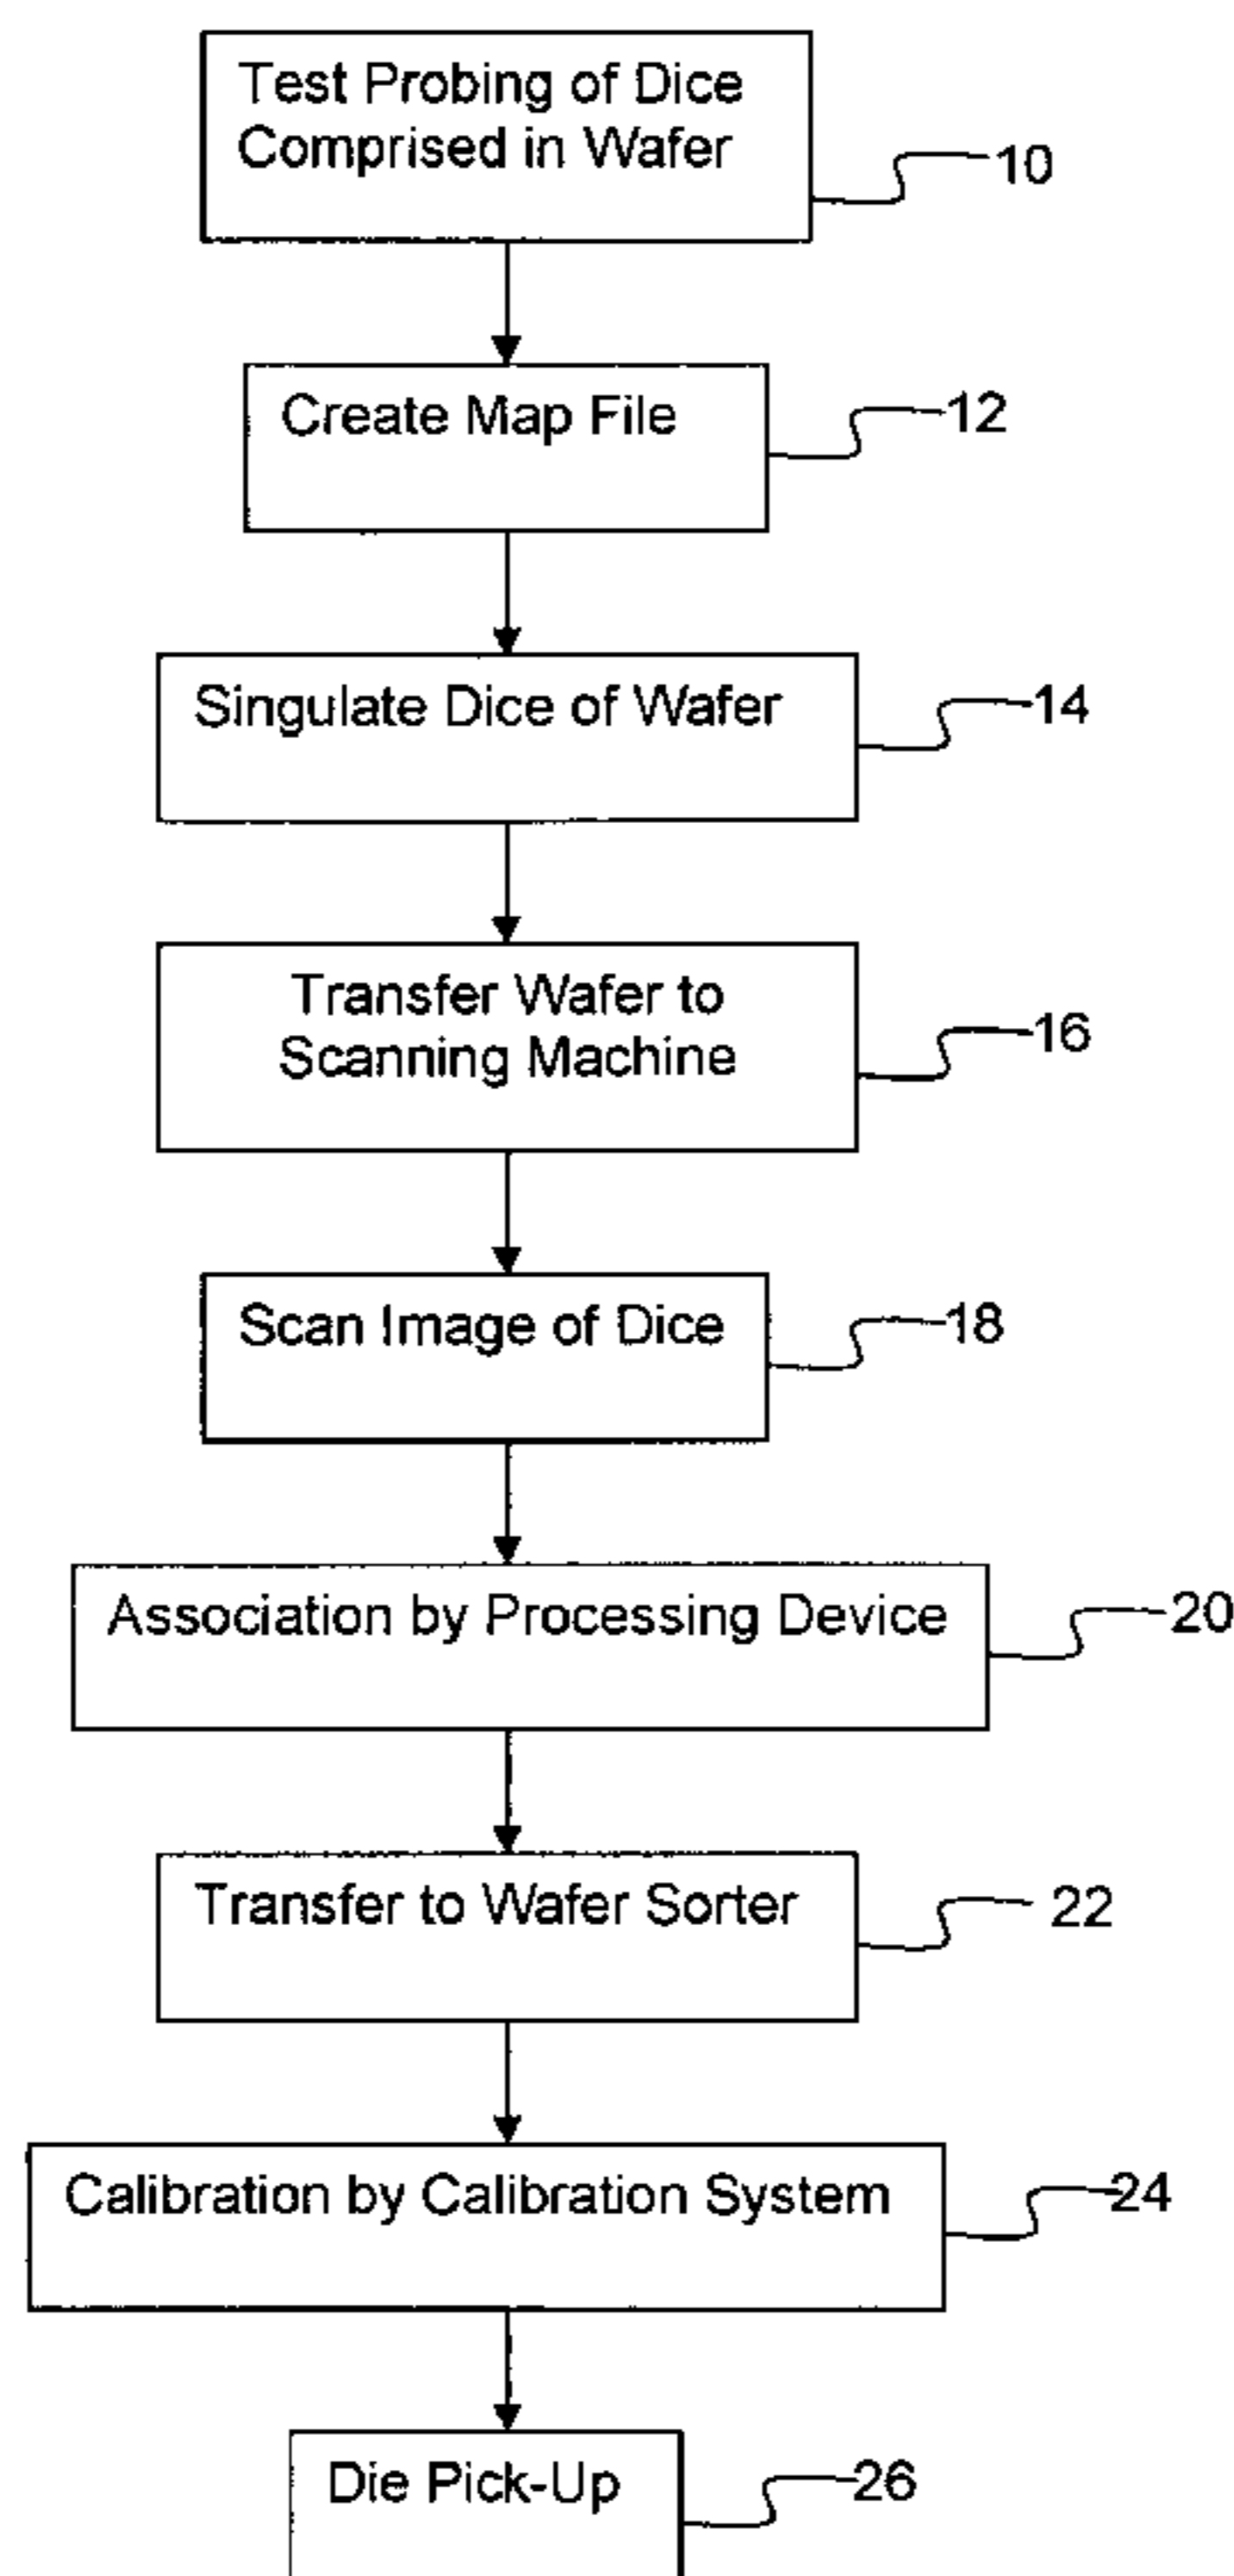 Test Probing of Dice
Comprised in Wafer
10
Create Map File
12
Singulate Dice of Wafer
14
Transfer Wafer to
Scanning Machine
16
Scan Image of Dice
18
Association by Processing Device
20
Transfer to Wafer Sorter
22
Calibration by Calibration System
24
Die Pick-Up
26